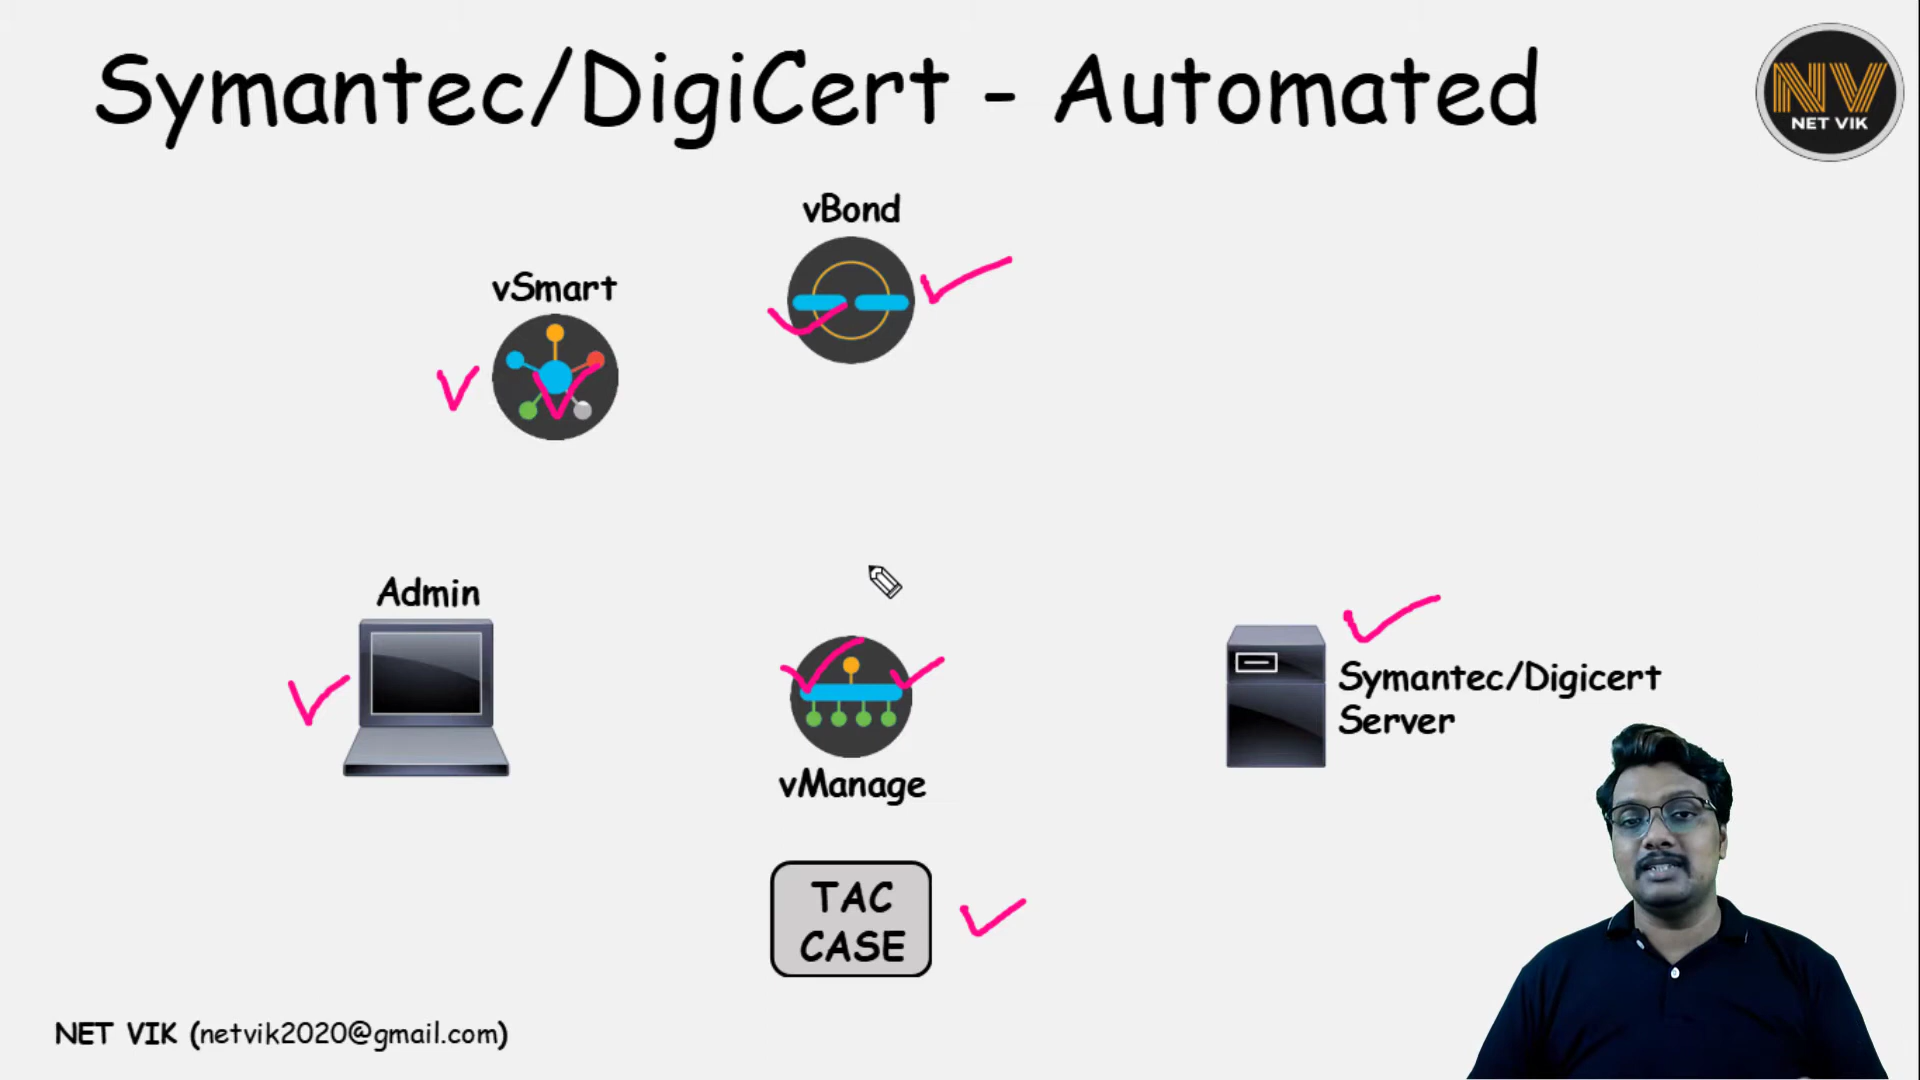 Symantec/DigiCert - Automated
NV
NET VIK
vBond
vSmart
Admin
Symantec/Digicert
Server
vManage
TAC
CASE
NET VIK (netvik2020@gmail.com)